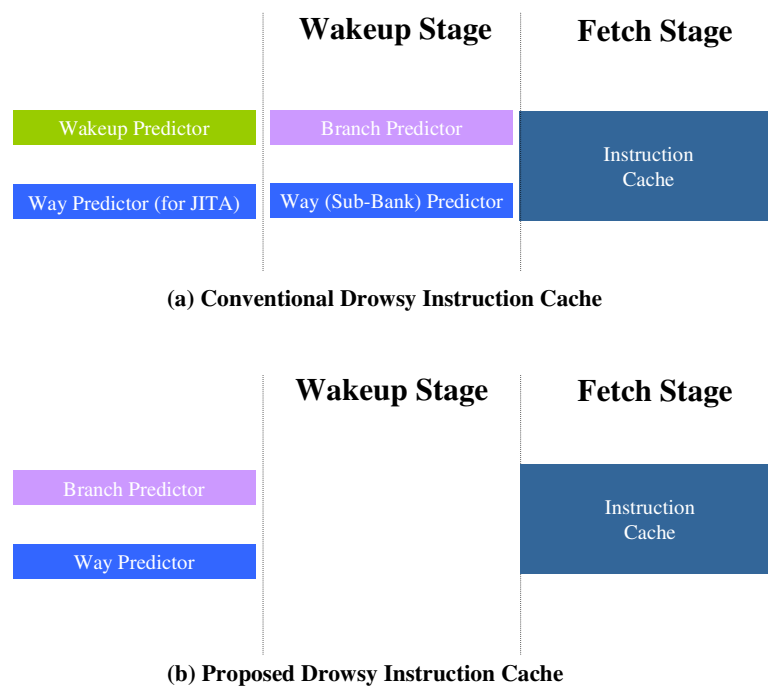 Wakeup Stage
Fetch Stage
Wakeup Predictor
Branch Predictor
Instruction
Cache
Way Predictor (for JITA)
Way (Sub-Bank) Predictor
(a) Conventional Drowsy Instruction Cache
Wakeup Stage
Fetch Stage
Branch Predictor
Instruction
Cache
Way Predictor
(b) Proposed Drowsy Instruction Cache